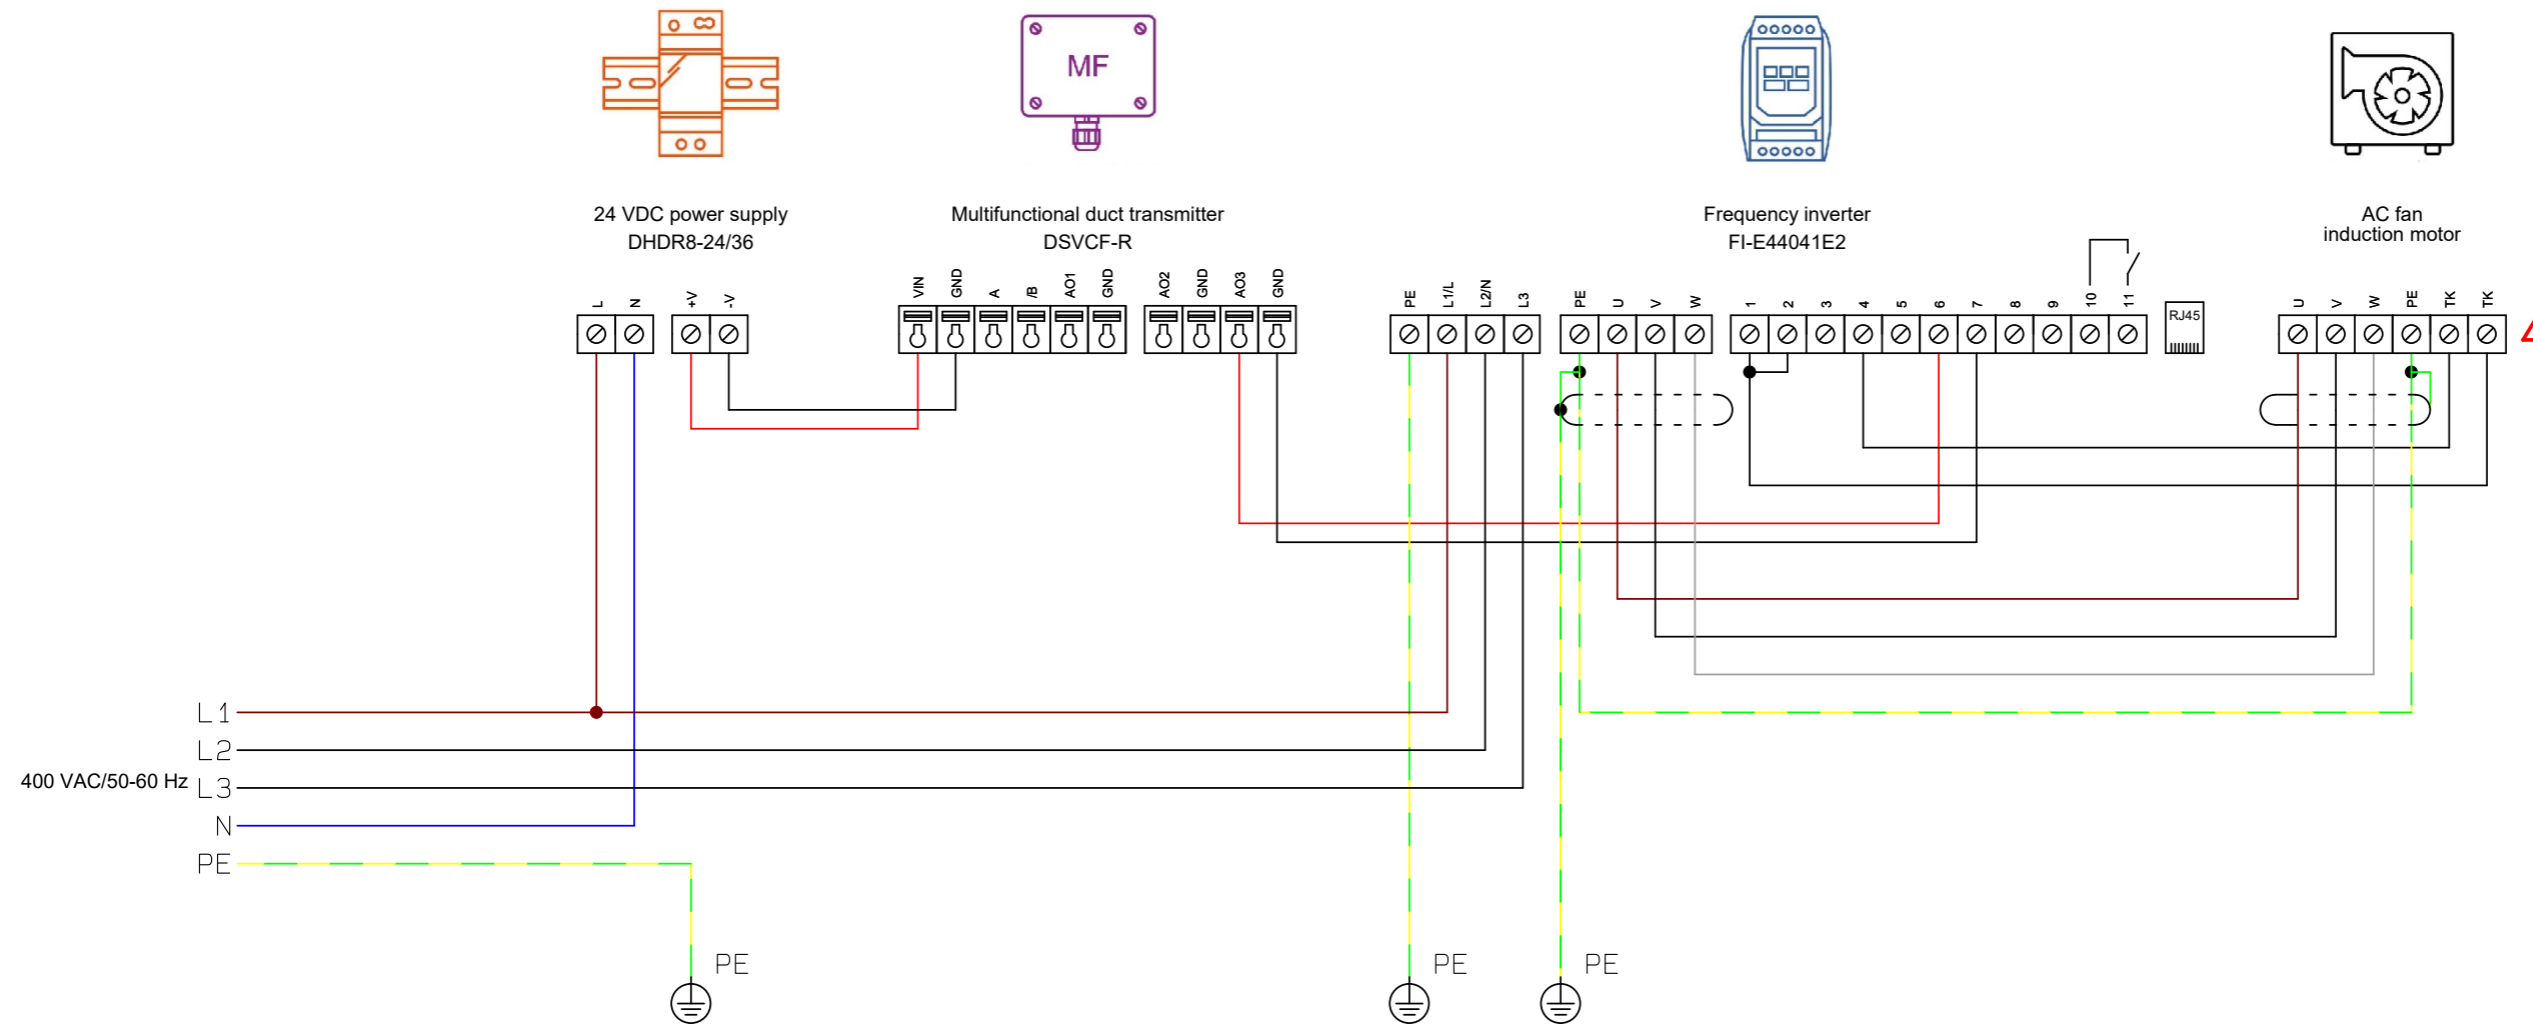 MF
24 VDC power supply
DHDR8-24/36
Multifunctional duct transmitter
DSVCF-R
Frequency inverter
FI-E44041E2
AC fan
induction motor
L N +V -V
VIN GND A /B AO1 GND AO2 GND AO3 GND
PE L1/L L2/N L3
PE U V W
1 2 3 4 5 6 7 8 9 10 11
RJ45
U V W PE TK TK
L1
L2
400 VAC/50-60 Hz L3
N
PE
PE PE PE